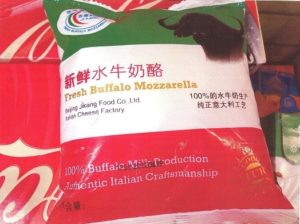 新鲜水牛奶酪
Fresh Buffalo Mozzarella
Beijing Jikang Food Co.,Ltd.
Italian Cheese Factory
100%的水牛奶生产
纯正意大利工艺
100% Buffalo Milk Production
Authentic Italian Craftsmanship